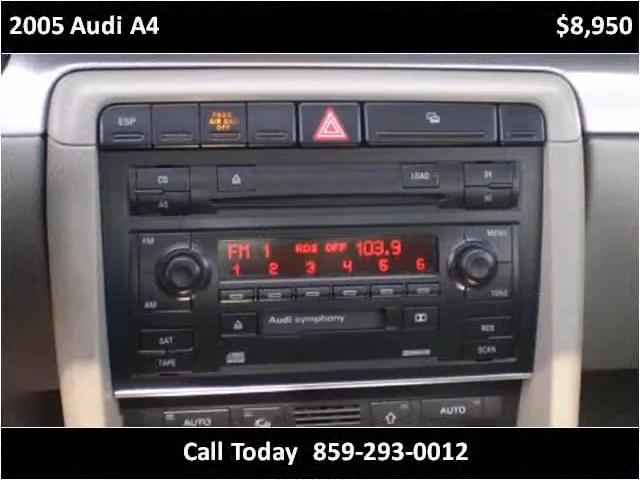 2005 Audi A4 $8,950
ESP PASS AIR BAG OFF
CD LOAD
AS
FM MENU
FM 1 RDS OFF 103.9
1 2 3 4 5 6
AM TONE
Audi symphony RDS
SAT SCAN
TAPE
AUTO AUTO
Call Today 859-293-0012